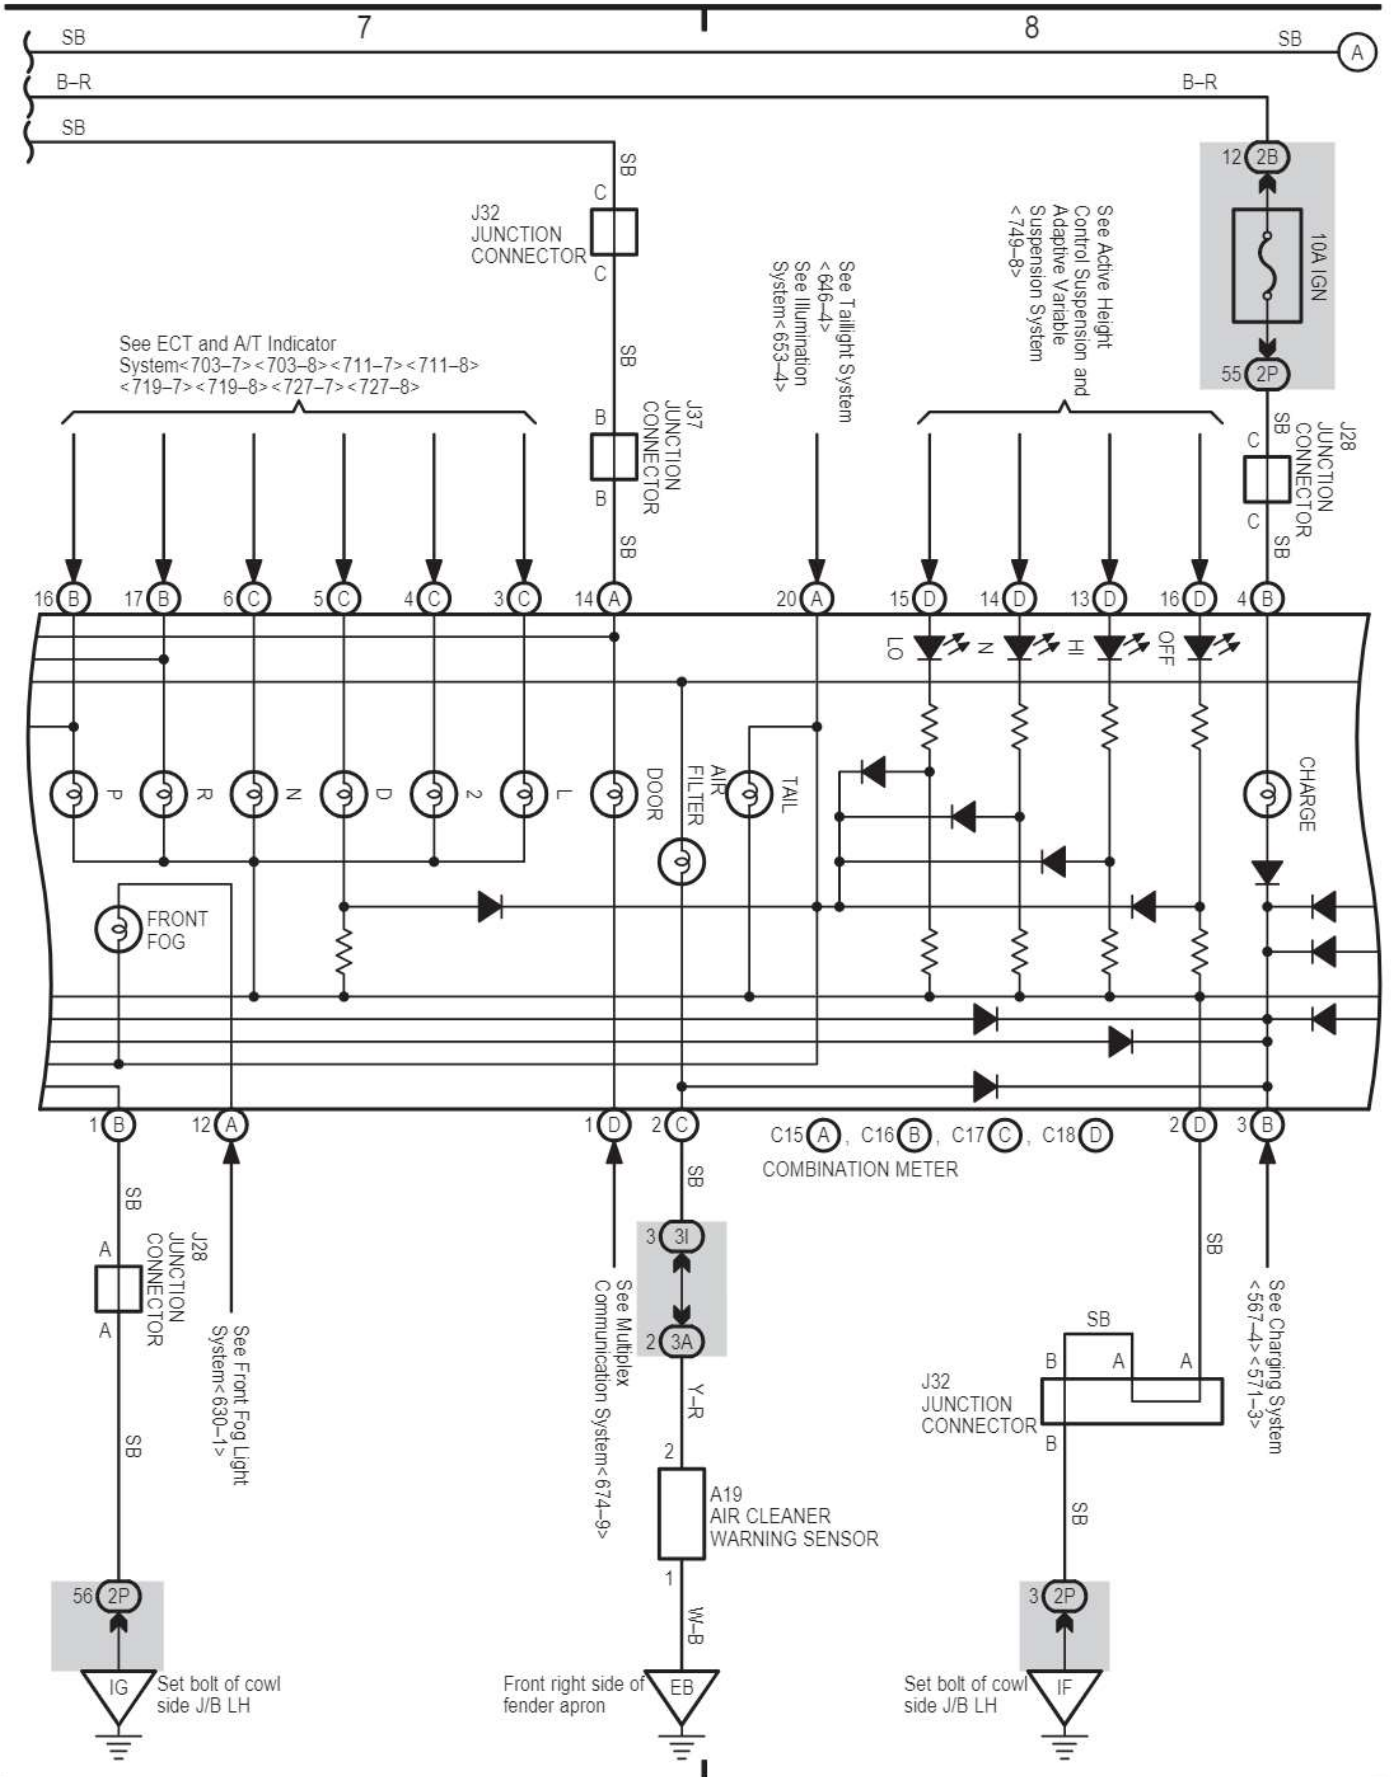 7
8
SB
SB
A
B–R
B–R
SB
SB
C
J32
JUNCTION
CONNECTOR
C
SB
B
J37
JUNCTION
CONNECTOR
B
SB
See ECT and A/T Indicator
System<703–7><703–8><711–7><711–8>
<719–7><719–8><727–7><727–8>
See Taillight System
<646–4>
See Illumination
System<653–4>
See Active Height
Control Suspension and
Adaptive Variable
Suspension System
<749–8>
12 2B
10A IGN
55 2P
SB
C
J28
JUNCTION
CONNECTOR
C
SB
16 B
17 B
6 C
5 C
4 C
3 C
14 A
20 A
15 D
14 D
13 D
16 D
4 B
LO
N
HI
OFF
P
R
N
D
2
L
DOOR
AIR
FILTER
TAIL
CHARGE
FRONT
FOG
1 B
12 A
1 D
2 C
C15 A , C16 B , C17 C , C18 D
COMBINATION METER
2 D
3 B
SB
A
J28
JUNCTION
CONNECTOR
A
SB
See Front Fog Light
System<630–1>
See Multiplex
Communication System<674–9>
SB
3 3I
2 3A
Y–R
2
A19
AIR CLEANER
WARNING SENSOR
1
W–B
SB
See Charging System
<567–4><571–3>
SB
B
A
A
J32
JUNCTION
CONNECTOR
B
SB
56 2P
IG
Set bolt of cowl
side J/B LH
Front right side of
fender apron
EB
3 2P
Set bolt of cowl
side J/B LH
IF